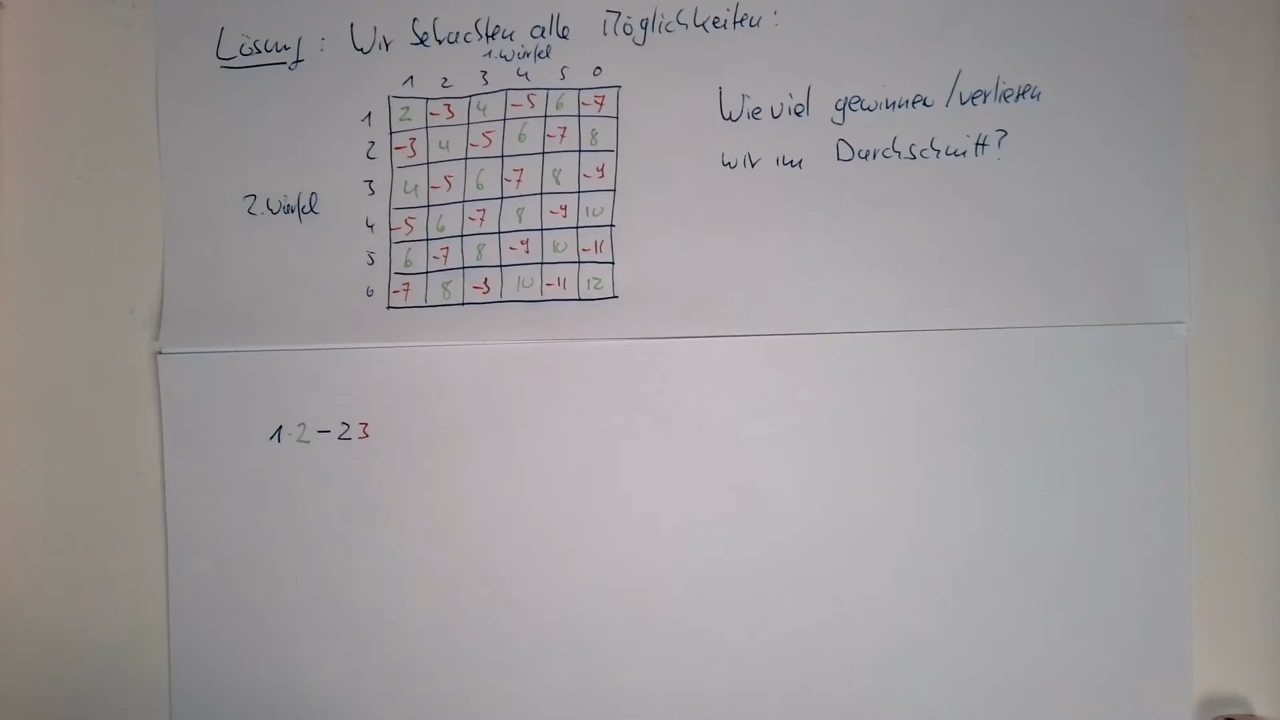 Lösung: Wir betrachten alle Möglichkeiten:
1. Würfel
1 2 3 4 5 6
1 2 -3 4 -5 6 -7
2 -3 4 -5 6 -7 8
3 4 -5 6 -7 8 -9
2. Würfel
4 -5 6 -7 8 -9 10
5 6 -7 8 -9 10 -11
6 -7 8 -9 10 -11 12
Wie viel gewinnen/verlieren
wir im Durchschnitt?
1·2-23